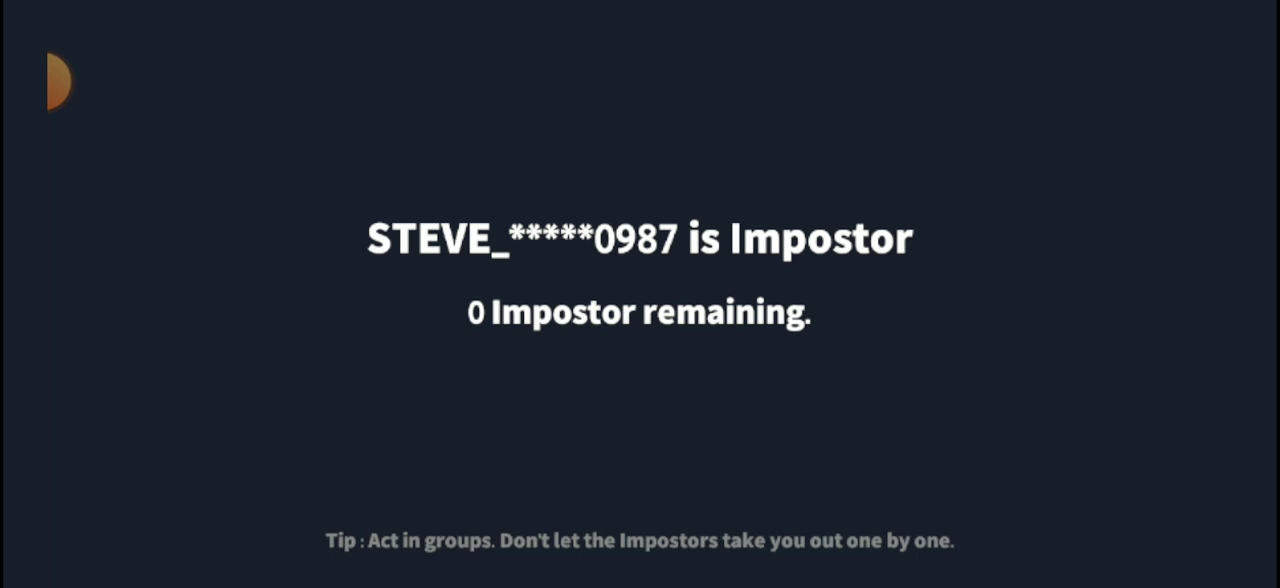 STEVE_*****0987 is Impostor
0 Impostor remaining.
Tip : Act in groups. Don't let the Impostors take you out one by one.